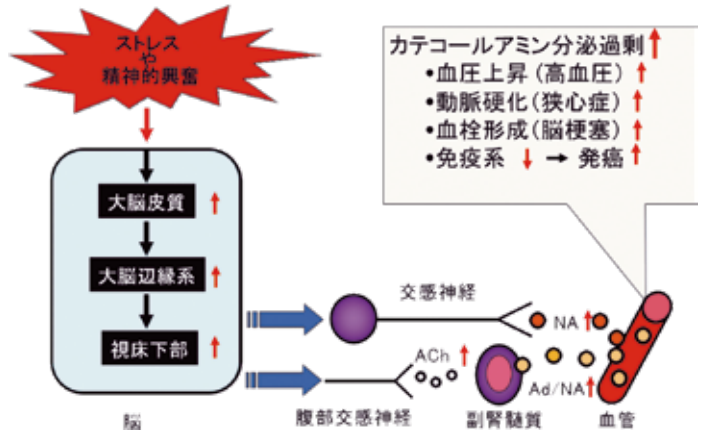 ストレス
や
精神的興奮
カテコールアミン分泌過剰↑
•血圧上昇(高血圧)↑
•動脈硬化(狭心症)↑
•血栓形成(脳梗塞)↑
•免疫系 ↓ → 発癌↑
大脳皮質 ↑
大脳辺縁系 ↑
視床下部 ↑
脳
交感神経
NA↑
ACh ↑
Ad/NA↑
腹部交感神経
副腎髄質
血管